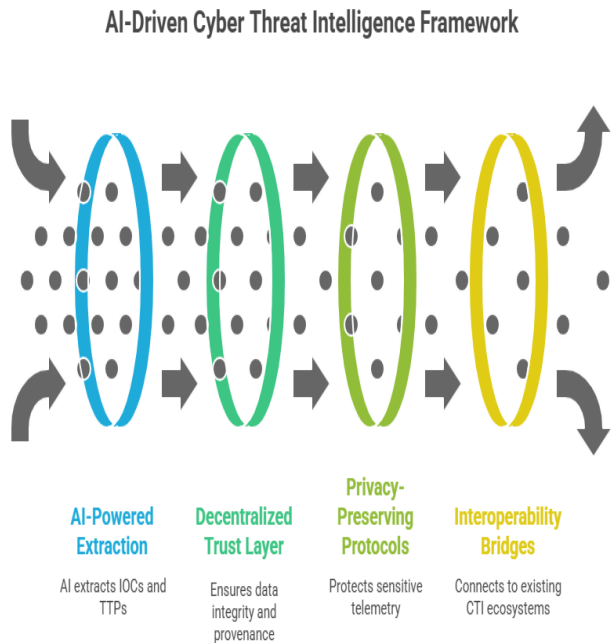 AI-Driven Cyber Threat Intelligence Framework
AI-Powered
Extraction
AI extracts IOCs and
TTPs
Decentralized
Trust Layer
Ensures data
integrity and
provenance
Privacy-
Preserving
Protocols
Protects sensitive
telemetry
Interoperability
Bridges
Connects to existing
CTI ecosystems